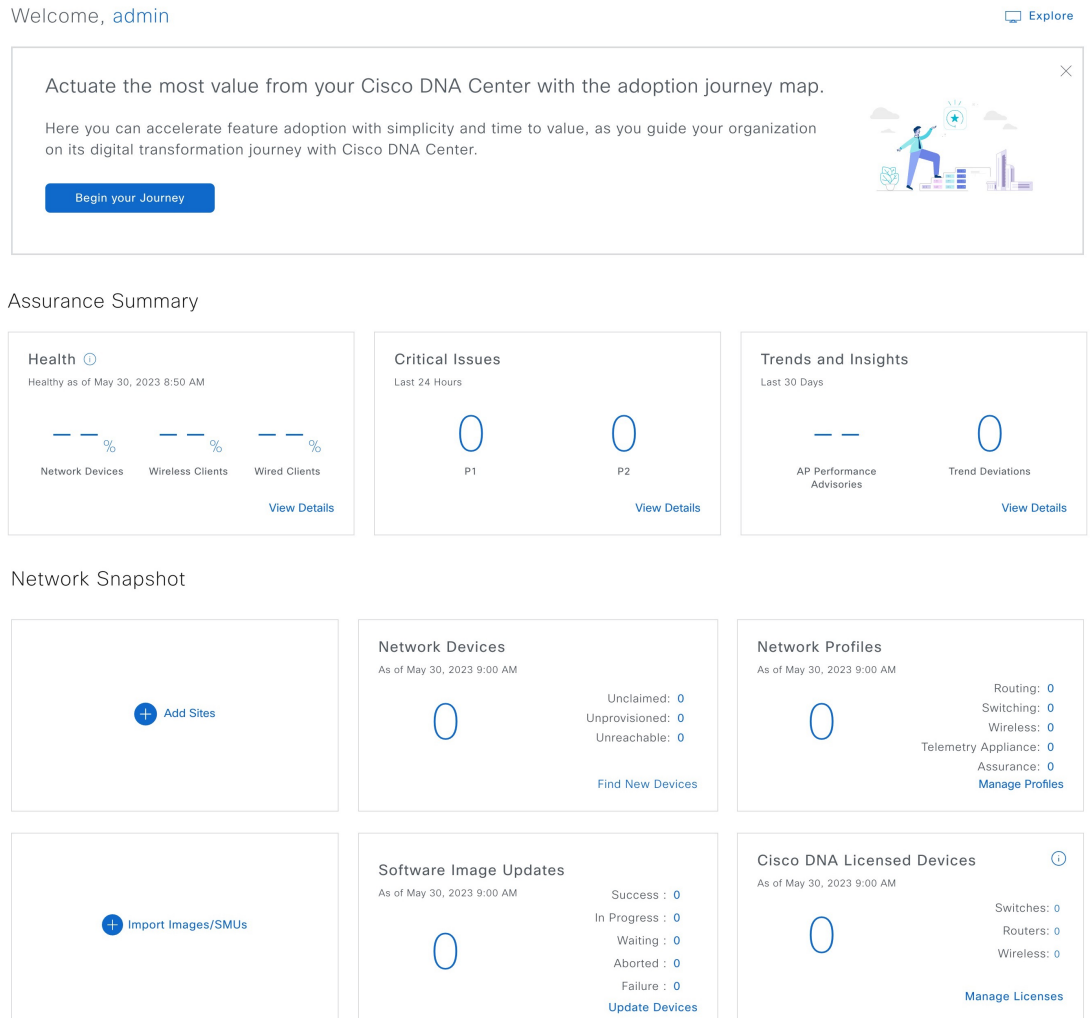 Welcome, admin
Explore
Actuate the most value from your Cisco DNA Center with the adoption journey map.
Here you can accelerate feature adoption with simplicity and time to value, as you guide your organization
on its digital transformation journey with Cisco DNA Center.
Begin your Journey
Assurance Summary
Health
Healthy as of May 30, 2023 8:50 AM
-- %
Network Devices
-- %
Wireless Clients
-- %
Wired Clients
View Details
Critical Issues
Last 24 Hours
0
P1
0
P2
View Details
Trends and Insights
Last 30 Days
--
AP Performance
Advisories
0
Trend Deviations
View Details
Network Snapshot
Add Sites
Network Devices
As of May 30, 2023 9:00 AM
0
Unclaimed: 0
Unprovisioned: 0
Unreachable: 0
Find New Devices
Network Profiles
As of May 30, 2023 9:00 AM
0
Routing: 0
Switching: 0
Wireless: 0
Telemetry Appliance: 0
Assurance: 0
Manage Profiles
Import Images/SMUs
Software Image Updates
As of May 30, 2023 9:00 AM
0
Success : 0
In Progress : 0
Waiting : 0
Aborted : 0
Failure : 0
Update Devices
Cisco DNA Licensed Devices
As of May 30, 2023 9:00 AM
0
Switches: 0
Routers: 0
Wireless: 0
Manage Licenses